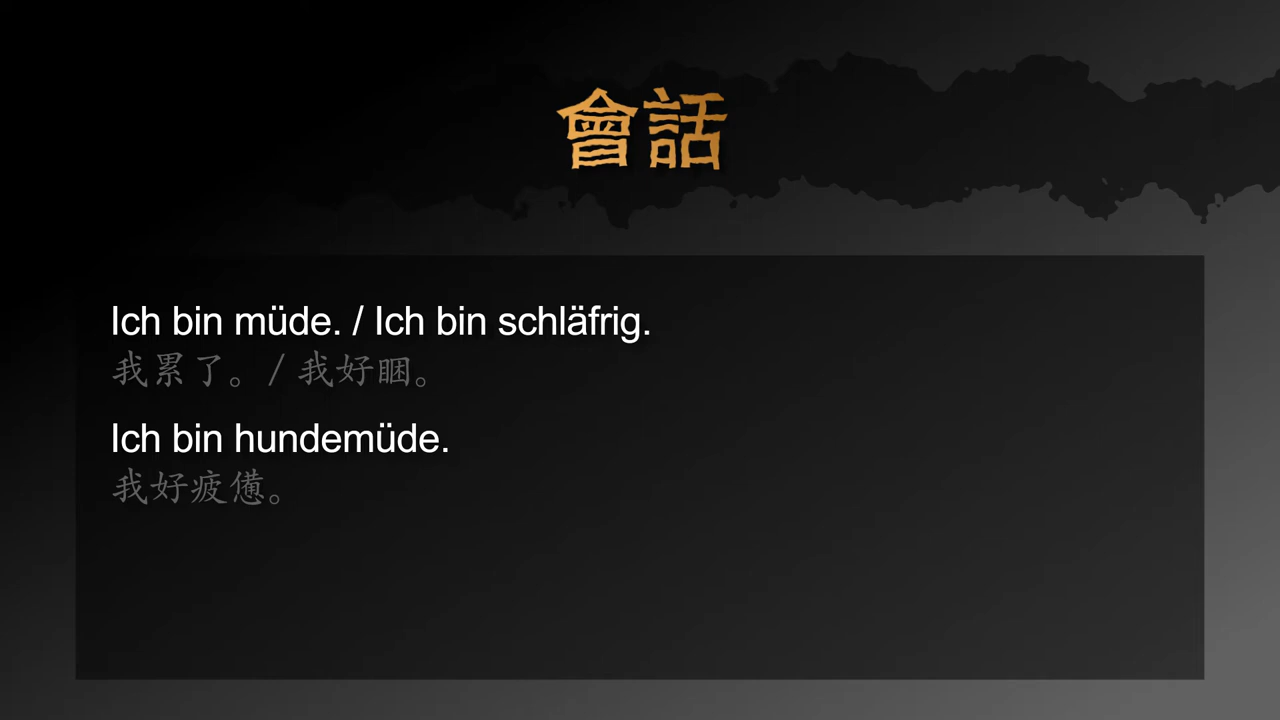 會話
Ich bin müde. / Ich bin schläfrig.
我累了。/ 我好睏。
Ich bin hundemüde.
我好疲憊。